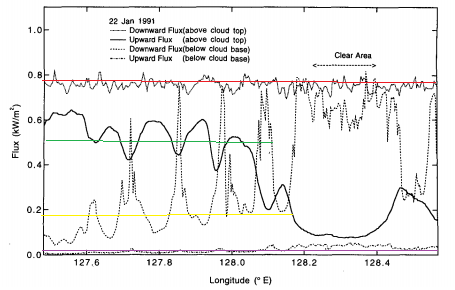 22 Jan 1991
Downward Flux(above cloud top)
Upward Flux (above cloud top)
Downward Flux(below cloud base)
Upward Flux (below cloud base)
Clear Area
Flux (kW/m²)
1.0
0.8
0.6
0.4
0.2
0.0
127.6 127.8 128.0 128.2 128.4
Longitude (° E)